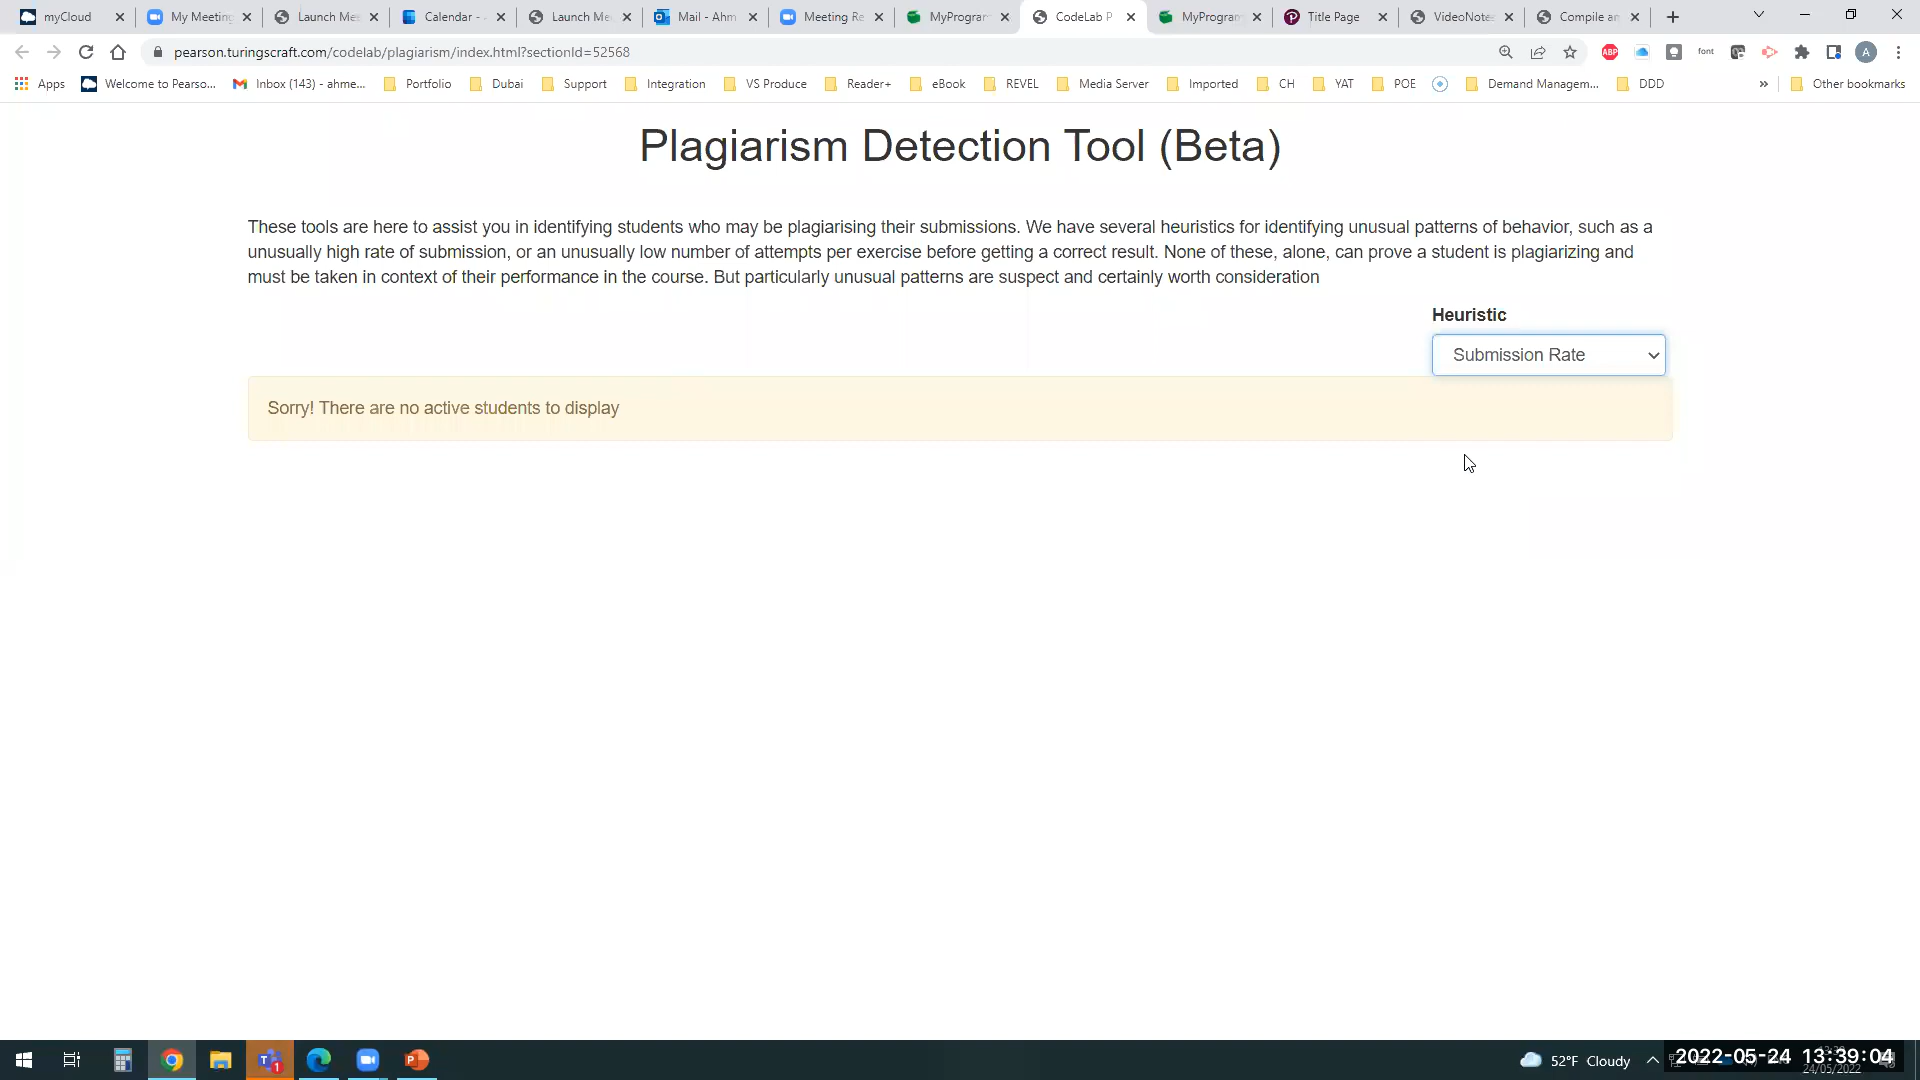 myCloud
My Meeting
Launch Me
Calendar -
Launch Me
Mail - Ahm
Meeting Re
MyProgram
CodeLab P
MyProgram
Title Page
VideoNote
Compile an
pearson.turingscraft.com/codelab/plagiarism/index.html?sectionId=52568
ABP
font
A
Apps
Welcome to Pearso...
Inbox (143) - ahme...
Portfolio
Dubai
Support
Integration
VS Produce
Reader+
eBook
REVEL
Media Server
Imported
CH
YAT
POE
Demand Managem...
DDD
»
Other bookmarks
Plagiarism Detection Tool (Beta)
These tools are here to assist you in identifying students who may be plagiarising their submissions. We have several heuristics for identifying unusual patterns of behavior, such as a
unusually high rate of submission, or an unusually low number of attempts per exercise before getting a correct result. None of these, alone, can prove a student is plagiarizing and
must be taken in context of their performance in the course. But particularly unusual patterns are suspect and certainly worth consideration
Heuristic
Submission Rate
Sorry! There are no active students to display
52°F Cloudy
2022-05-24 13:39:04
24/05/2022